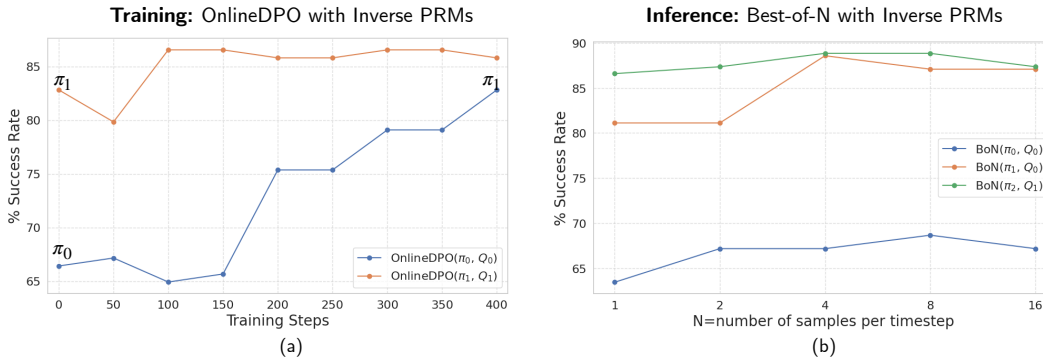 Training: OnlineDPO with Inverse PRMs
% Success Rate
85
80
75
70
65
π₁
π₀
π₁
OnlineDPO(π₀, Q₀)
OnlineDPO(π₁, Q₁)
0 50 100 150 200 250 300 350 400
Training Steps
(a)
Inference: Best-of-N with Inverse PRMs
% Success Rate
90
85
80
75
70
65
BoN(π₀, Q₀)
BoN(π₁, Q₀)
BoN(π₂, Q₁)
1 2 4 8 16
N=number of samples per timestep
(b)